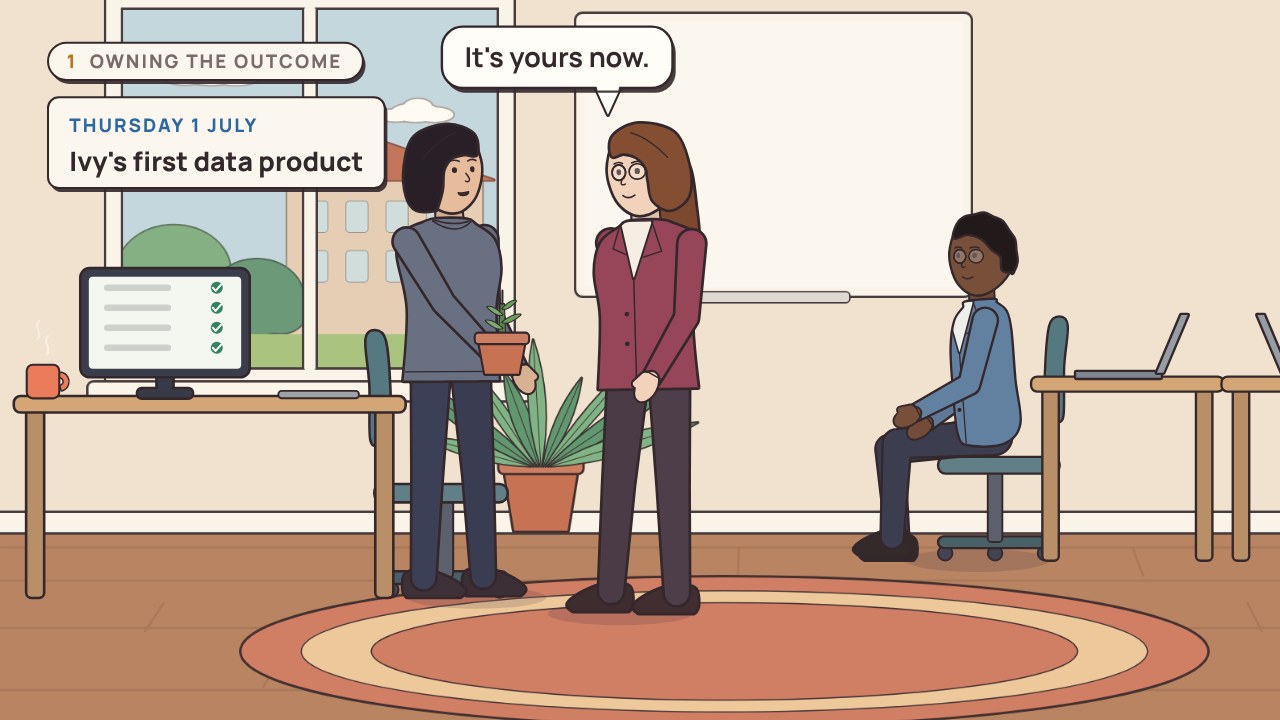 1 OWNING THE OUTCOME
THURSDAY 1 JULY
Ivy's first data product
It's yours now.